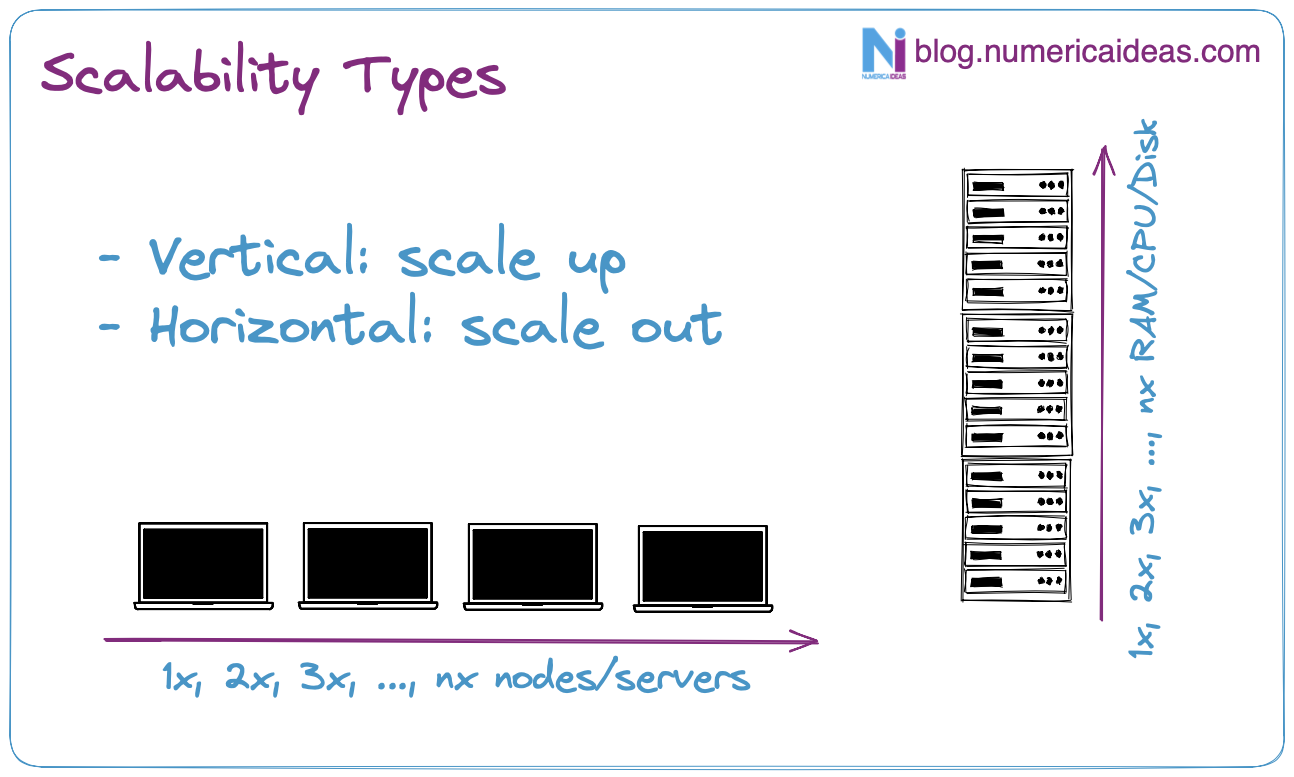 Scalability Types
NUMERICAIDEAS
blog.numericaideas.com
- Vertical: scale up
- Horizontal: scale out
1x, 2x, 3x, ..., nx RAM/CPU/Disk
1x, 2x, 3x, ..., nx nodes/servers